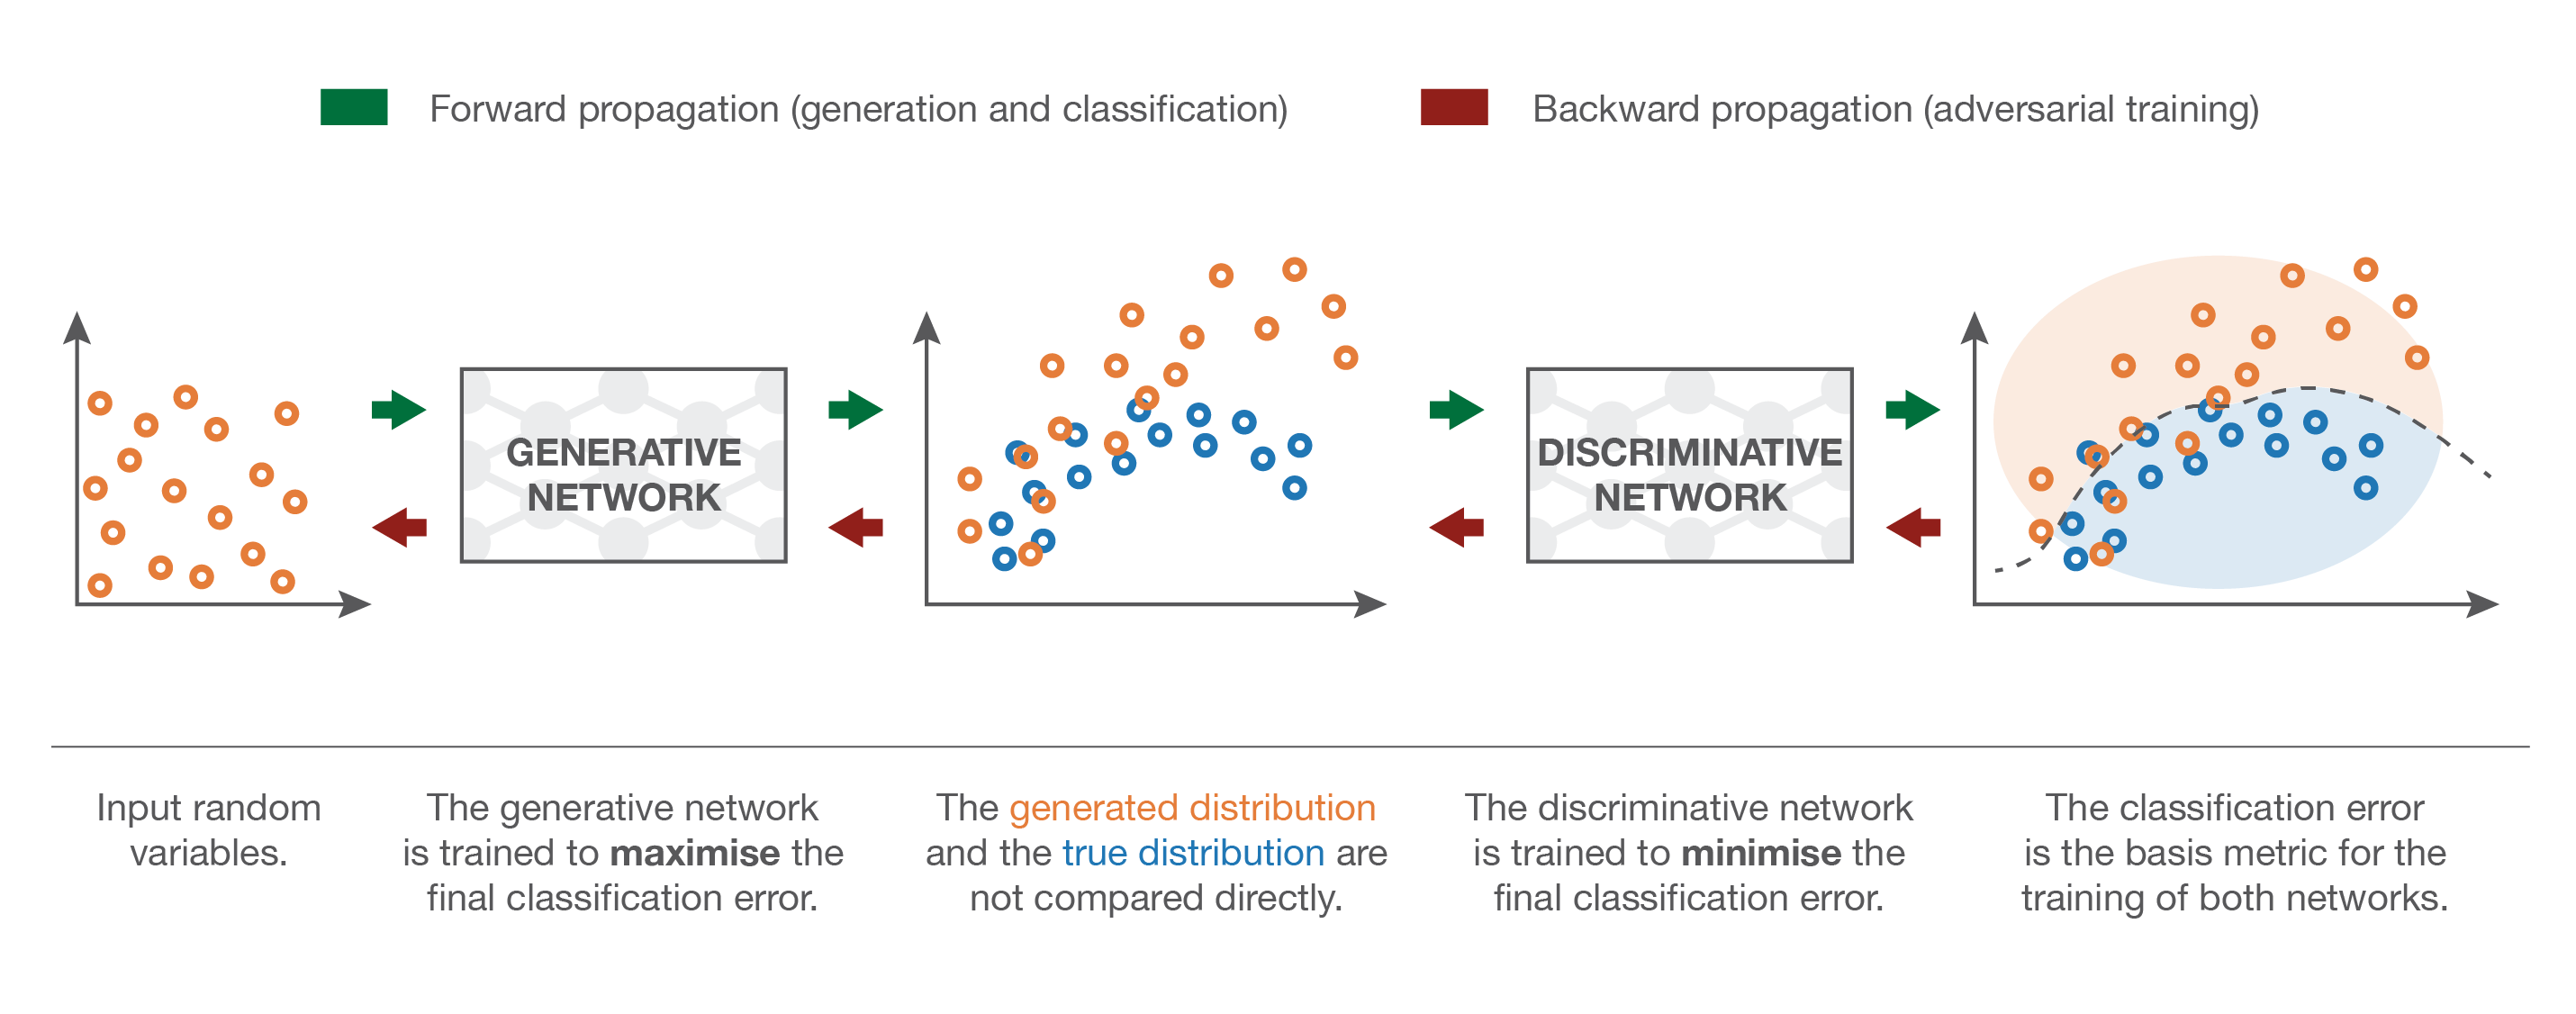 Forward propagation (generation and classification)
Backward propagation (adversarial training)
GENERATIVE
NETWORK
DISCRIMINATIVE
NETWORK
Input random
variables.
The generative network
is trained to maximise the
final classification error.
The generated distribution
and the true distribution are
not compared directly.
The discriminative network
is trained to minimise the
final classification error.
The classification error
is the basis metric for the
training of both networks.